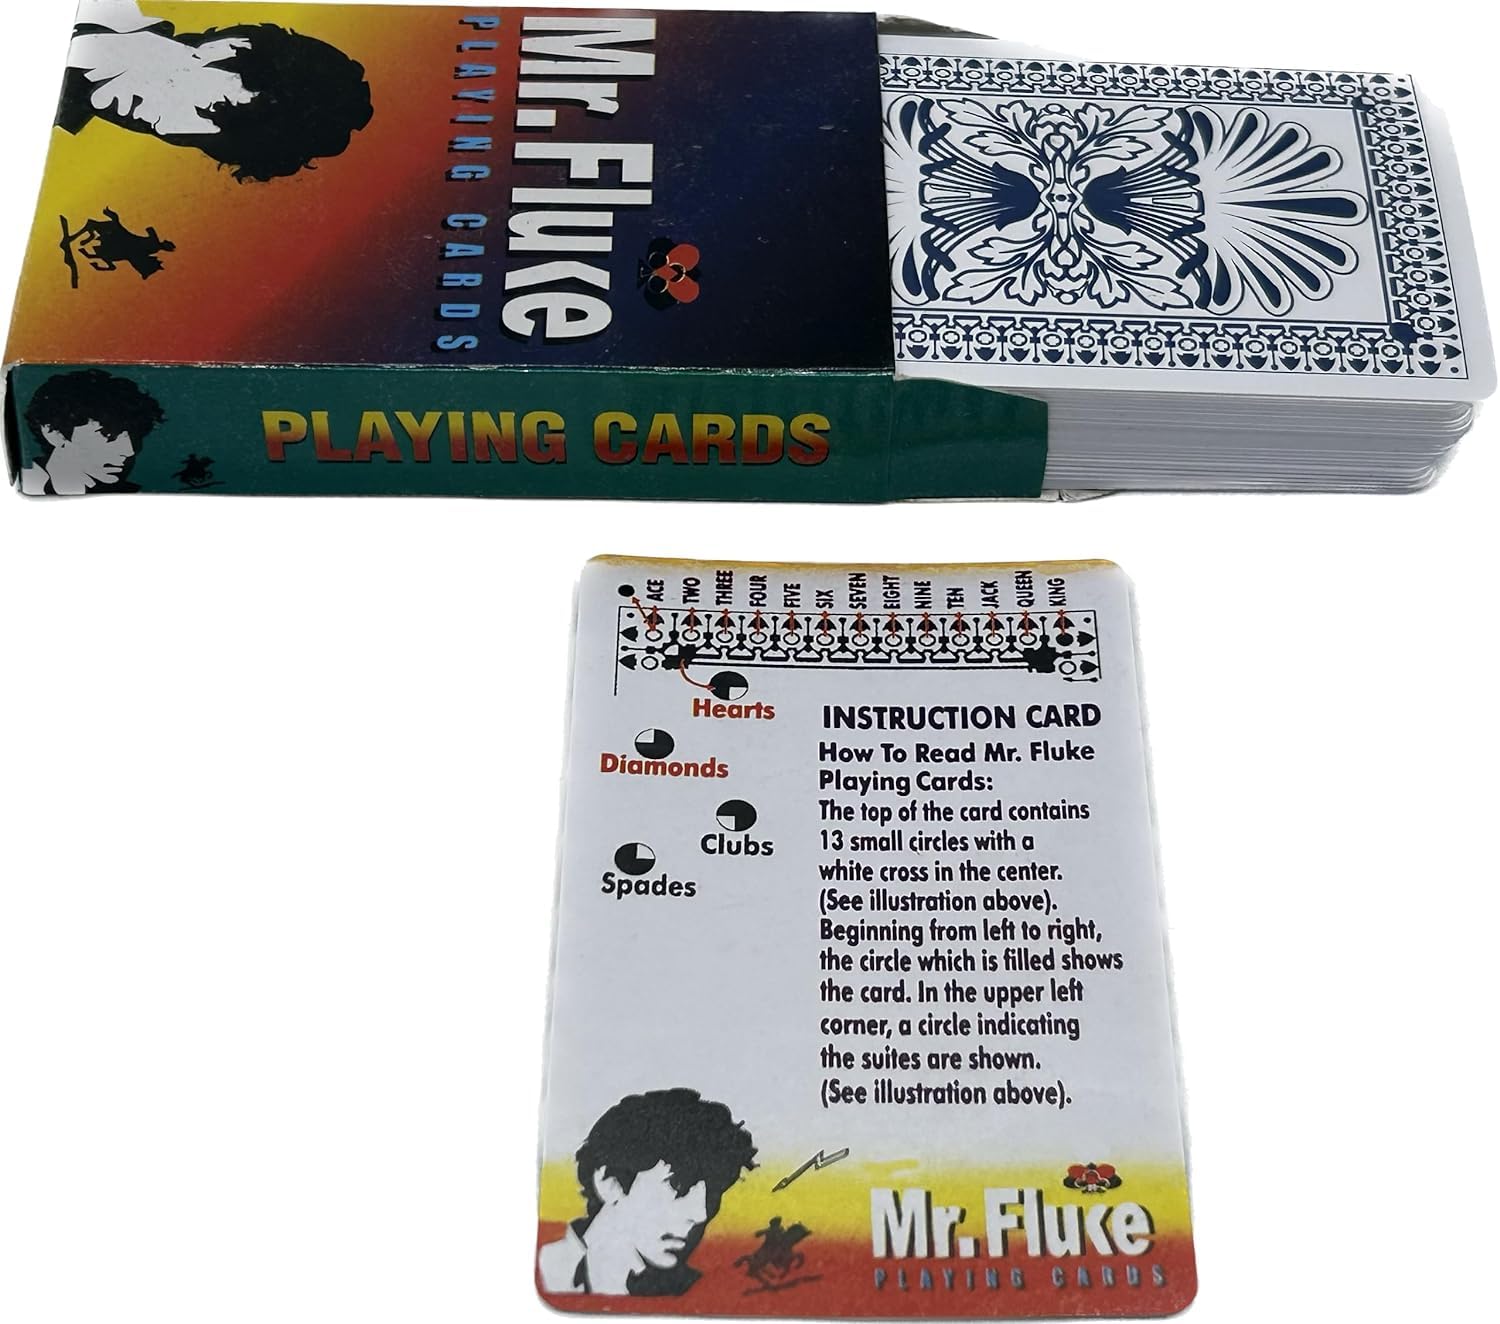 Mr. Fluke
PLAYING CARDS
PLAYING CARDS
ACE
TWO
THREE
FOUR
FIVE
SIX
SEVEN
EIGHT
NINE
TEN
JACK
QUEEN
KING
Hearts
Diamonds
Clubs
Spades
INSTRUCTION CARD
How To Read Mr. Fluke
Playing Cards:
The top of the card contains
13 small circles with a
white cross in the center.
(See illustration above).
Beginning from left to right,
the circle which is filled shows
the card. In the upper left
corner, a circle indicating
the suites are shown.
(See illustration above).
Mr. Fluke
PLAYING CARDS